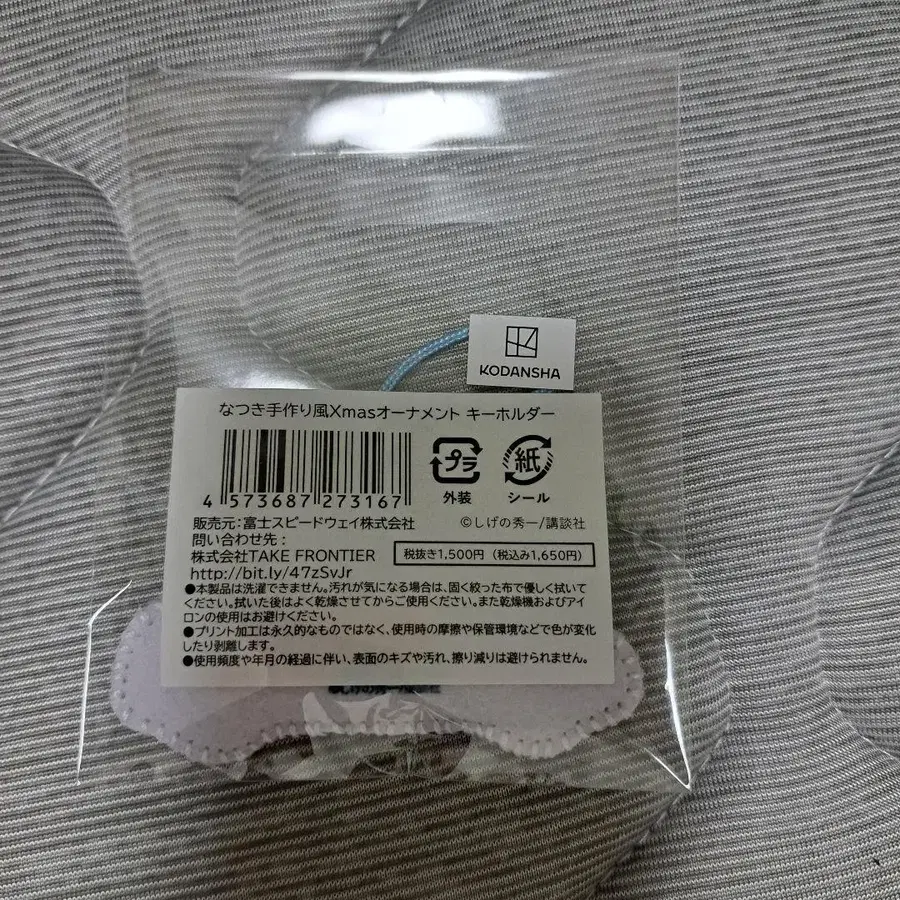 KODANSHA
なつき手作り風Xmasオーナメント キーホルダー
4 573687 273167
プラ
外装
紙
シール
販売元:富士スピードウェイ株式会社
©しげの秀一/講談社
問い合わせ先:
株式会社TAKE FRONTIER
税抜き1,500円(税込み1,650円)
http://bit.ly/47zSvJr
●本製品は洗濯できません。汚れが気になる場合は、固く絞った布で優しく拭いて
ください。拭いた後はよく乾燥させてからご使用ください。また乾燥機およびアイ
ロンの使用はお避けください。
●プリント加工は永久的なものではなく、使用時の摩擦や保管環境などで色が変化
したり剥離します。
●使用頻度や年月の経過に伴い、表面のキズや汚れ、擦り減りは避けられません。